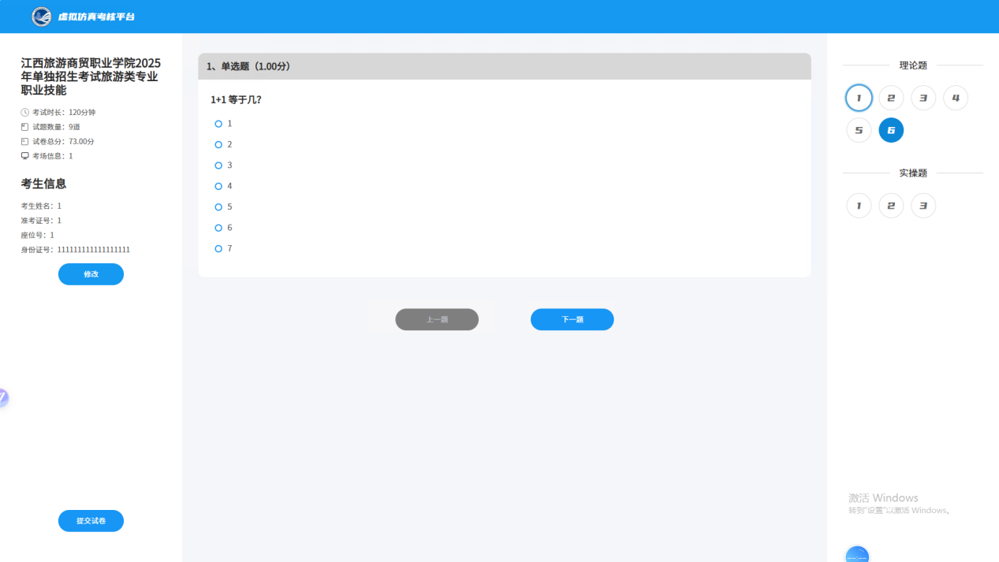 虚拟仿真考核平台
江西旅游商贸职业学院2025
年单独招生考试旅游类专业
职业技能
考试时长：120分钟
试题数量：9道
试卷总分：73.00分
考场信息：1
考生信息
考生姓名：1
准考证号：1
座位号：1
身份证号：111111111111111111
修改
提交试卷
1、单选题（1.00分）
1+1 等于几?
1
2
3
4
5
6
7
上一题
下一题
理论题
1 2 3 4
5 6
实操题
1 2 3
激活 Windows
转到"设置"以激活 Windows。